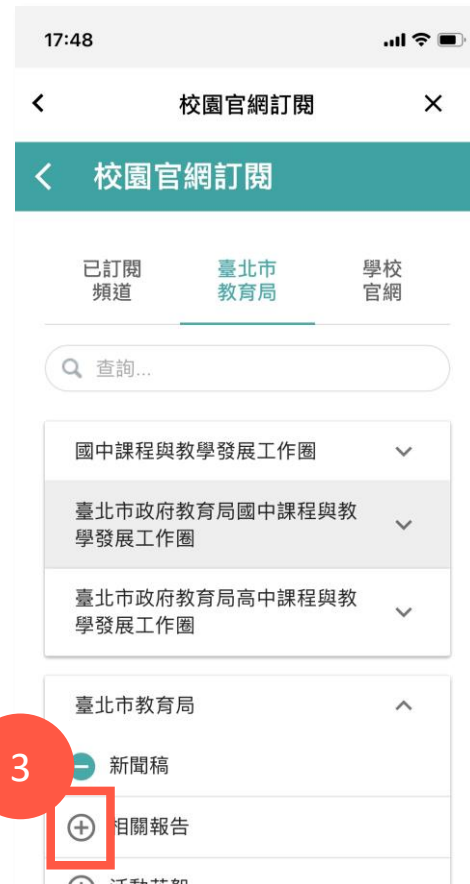 17:48
校園官網訂閱
校園官網訂閱
已訂閱 臺北市 學校
頻道 教育局 官網
查詢...
國中課程與教學發展工作圈
臺北市政府教育局國中課程與教
學發展工作圈
臺北市政府教育局高中課程與教
學發展工作圈
臺北市教育局
3
新聞稿
相關報告